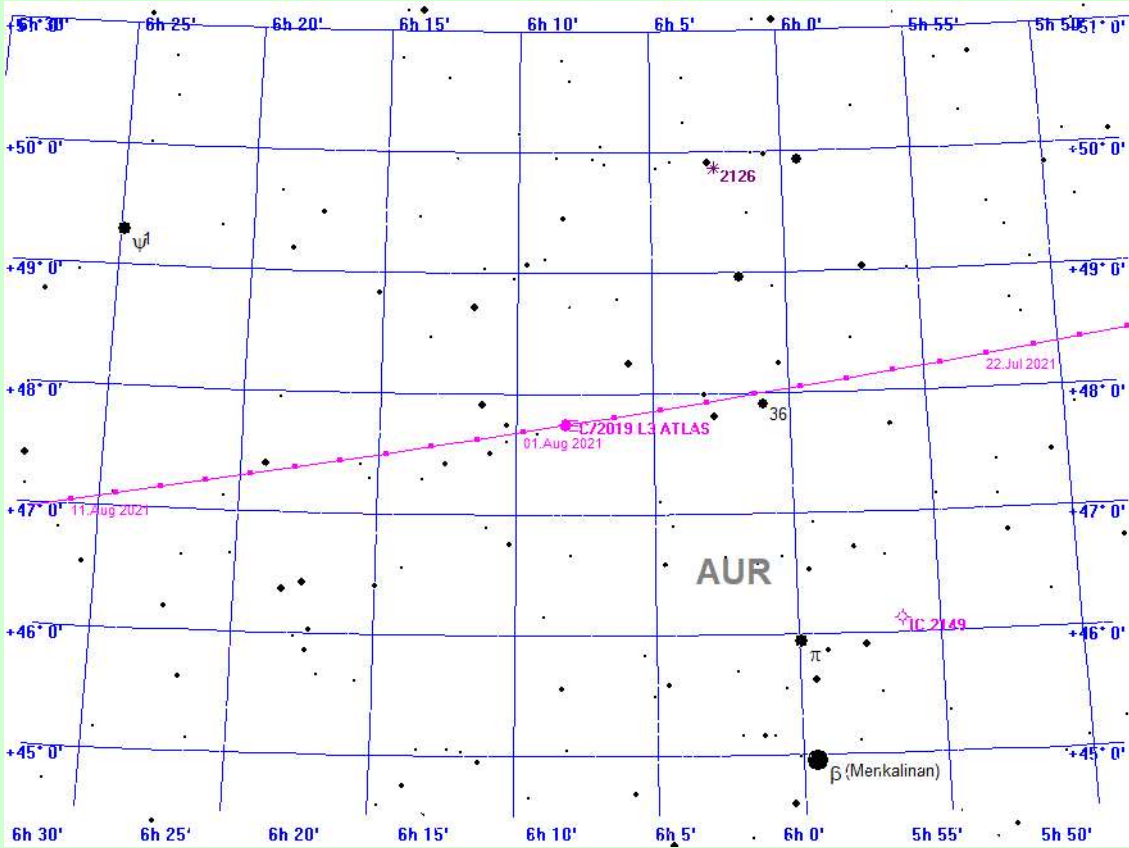 +51° 0' 6h 30' 6h 25' 6h 20' 6h 15' 6h 10' 6h 5' 6h 0' 5h 55' 5h 50' +51° 0'
+50° 0' +50° 0'
2126
ψ1
+49° 0' +49° 0'
22.Jul 2021
+48° 0' +48° 0'
36
C/2019 L3 ATLAS
01.Aug 2021
+47° 0' 11.Aug 2021 +47° 0'
AUR
IC 2149
+46° 0' +46° 0'
π
+45° 0' +45° 0'
β (Menkalinan)
6h 30' 6h 25' 6h 20' 6h 15' 6h 10' 6h 5' 6h 0' 5h 55' 5h 50'